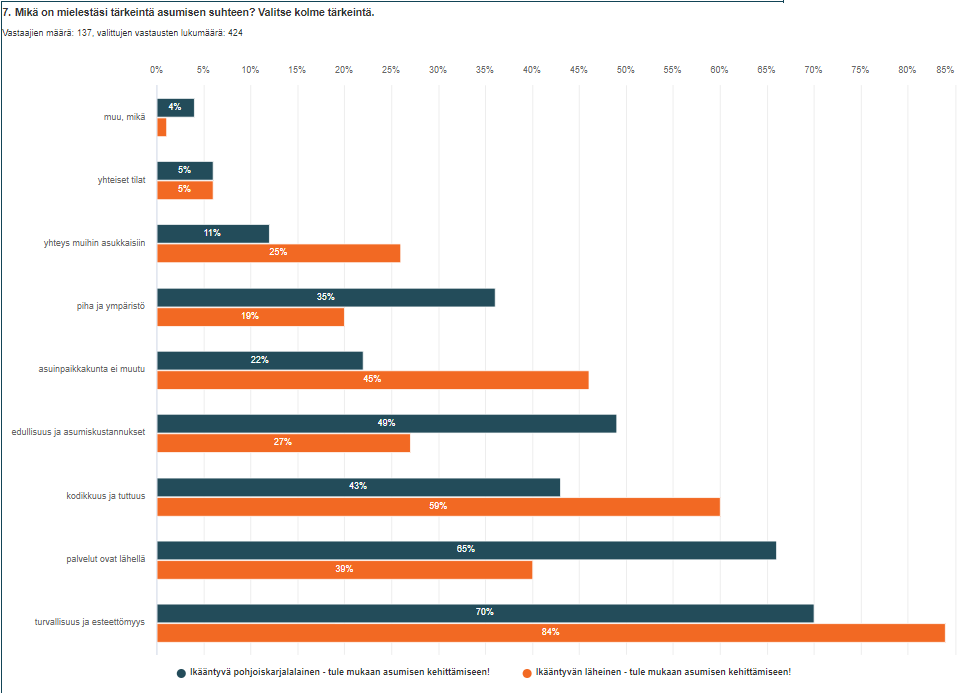 7. Mikä on mielestäsi tärkeintä asumisen suhteen? Valitse kolme tärkeintä.
Vastaajien määrä: 137, valittujen vastausten lukumäärä: 424
0% 5% 10% 15% 20% 25% 30% 35% 40% 45% 50% 55% 60% 65% 70% 75% 80% 85%
4%
muu, mikä
5%
yhteiset tilat
5%
11%
yhteys muihin asukkaisiin
25%
35%
piha ja ympäristö
19%
22%
asuinpaikkakunta ei muutu
45%
49%
edullisuus ja asumiskustannukset
27%
43%
kodikkuus ja tuttuus
59%
65%
palvelut ovat lähellä
39%
70%
turvallisuus ja esteettömyys
84%
Ikääntyvä pohjoiskarjalalainen - tule mukaan asumisen kehittämiseen! Ikääntyvän läheinen - tule mukaan asumisen kehittämiseen!